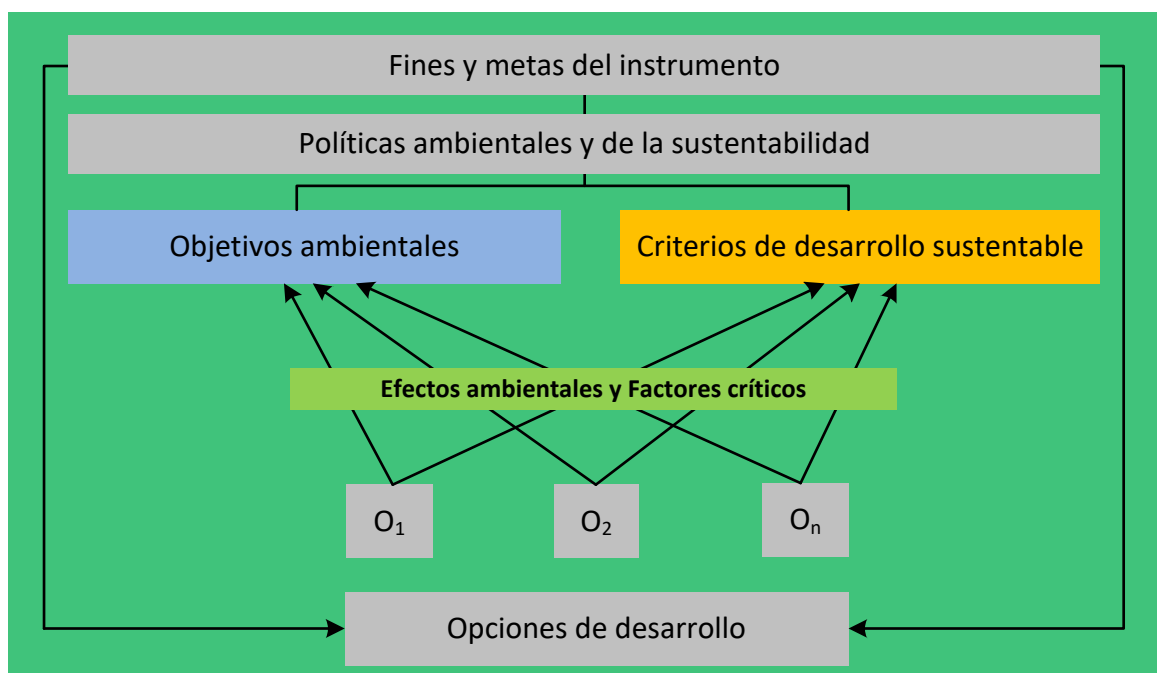 Fines y metas del instrumento
Políticas ambientales y de la sustentabilidad
Objetivos ambientales
Criterios de desarrollo sustentable
Efectos ambientales y Factores críticos
O₁
O₂
Oₙ
Opciones de desarrollo